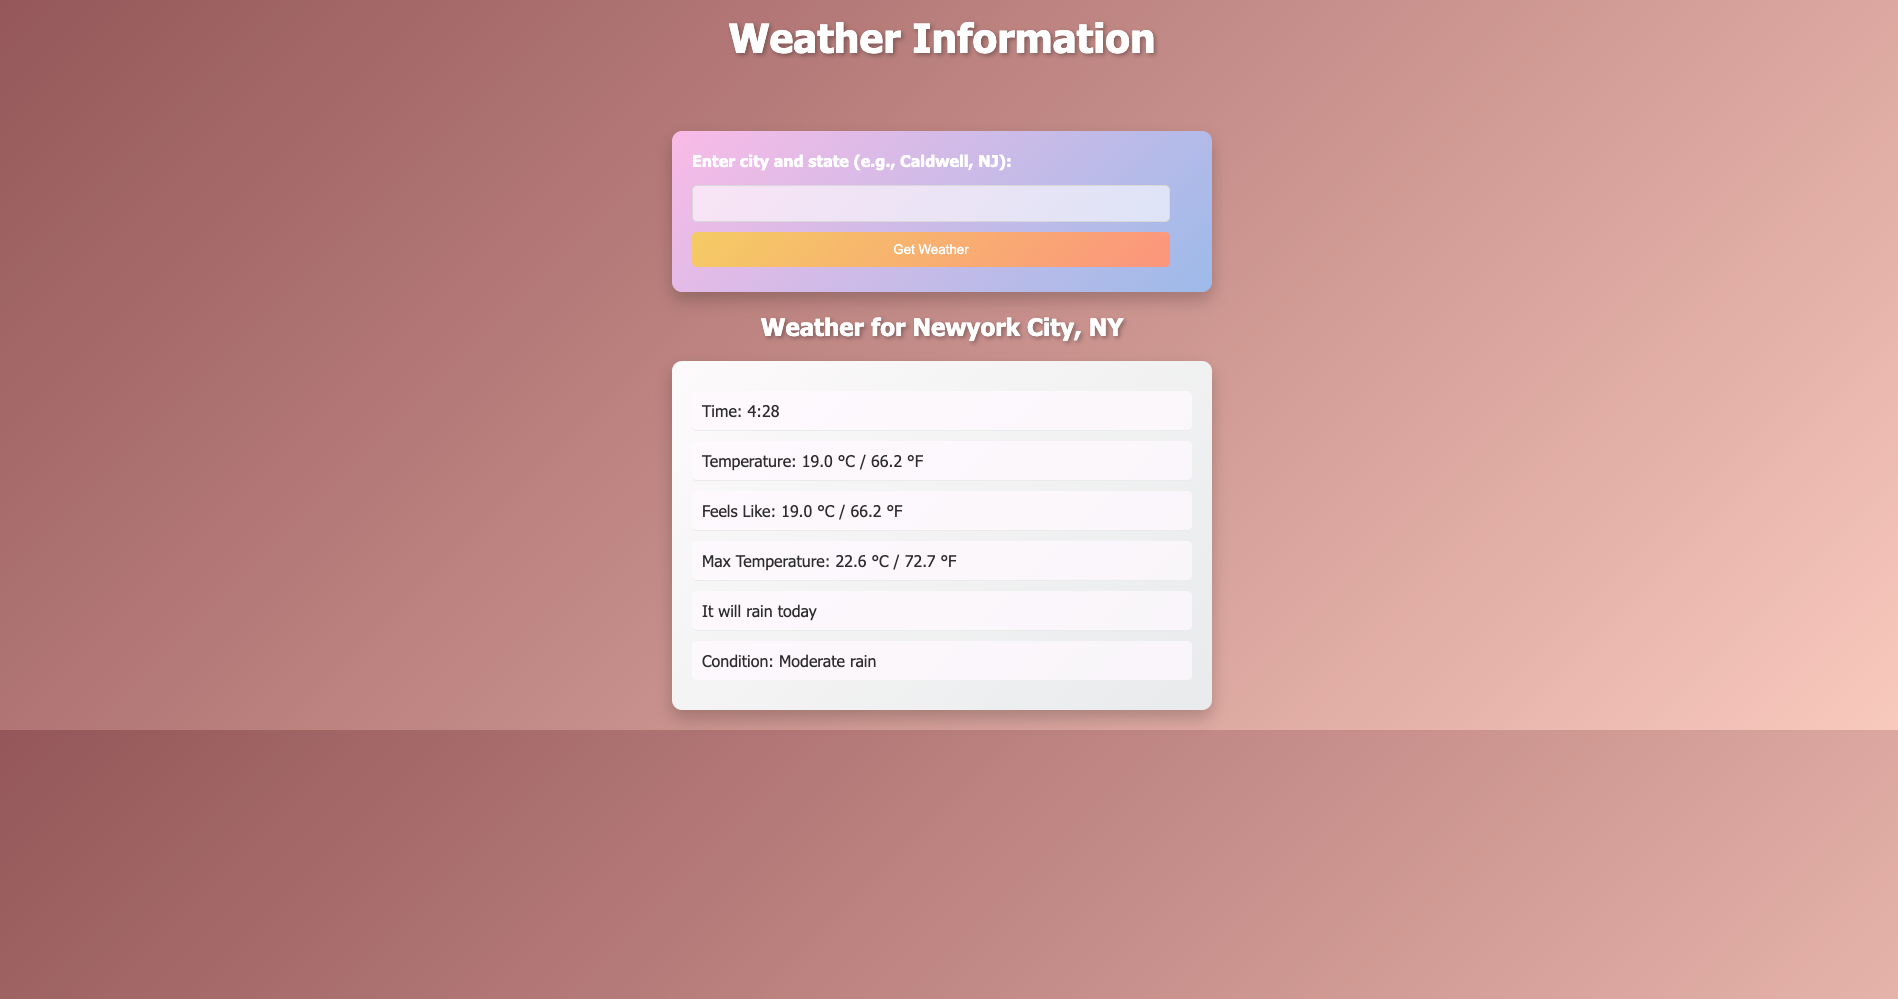 Weather Information
Enter city and state (e.g., Caldwell, NJ):
Get Weather
Weather for Newyork City, NY
Time: 4:28
Temperature: 19.0 °C / 66.2 °F
Feels Like: 19.0 °C / 66.2 °F
Max Temperature: 22.6 °C / 72.7 °F
It will rain today
Condition: Moderate rain